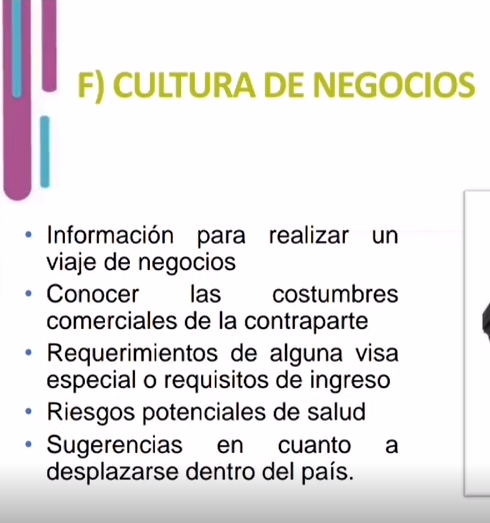 F) CULTURA DE NEGOCIOS
• Información para realizar un
viaje de negocios
• Conocer las costumbres
comerciales de la contraparte
• Requerimientos de alguna visa
especial o requisitos de ingreso
• Riesgos potenciales de salud
• Sugerencias en cuanto a
desplazarse dentro del país.